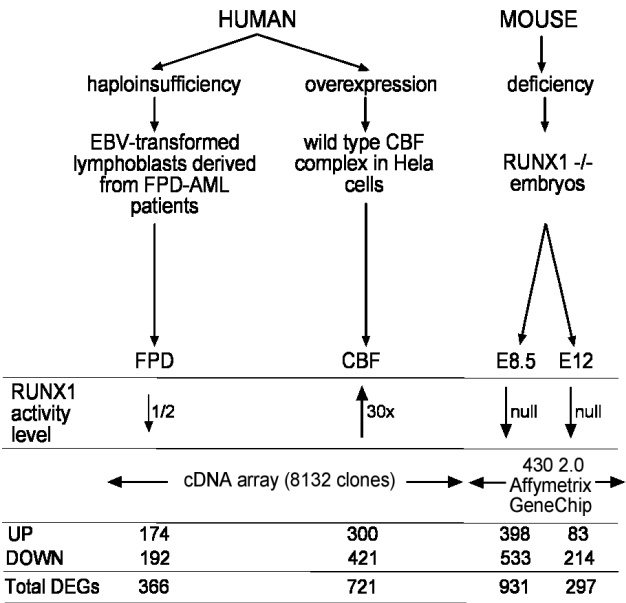 HUMAN MOUSE
haploinsufficiency overexpression deficiency
EBV-transformed
lymphoblasts derived
from FPD-AML
patients
wild type CBF
complex in Hela
cells
RUNX1 -/-
embryos
FPD CBF E8.5 E12
RUNX1
activity
level
1/2 30x null null
cDNA array (8132 clones)
430 2.0
Affymetrix
GeneChip
UP 174 300 398 83
DOWN 192 421 533 214
Total DEGs 366 721 931 297